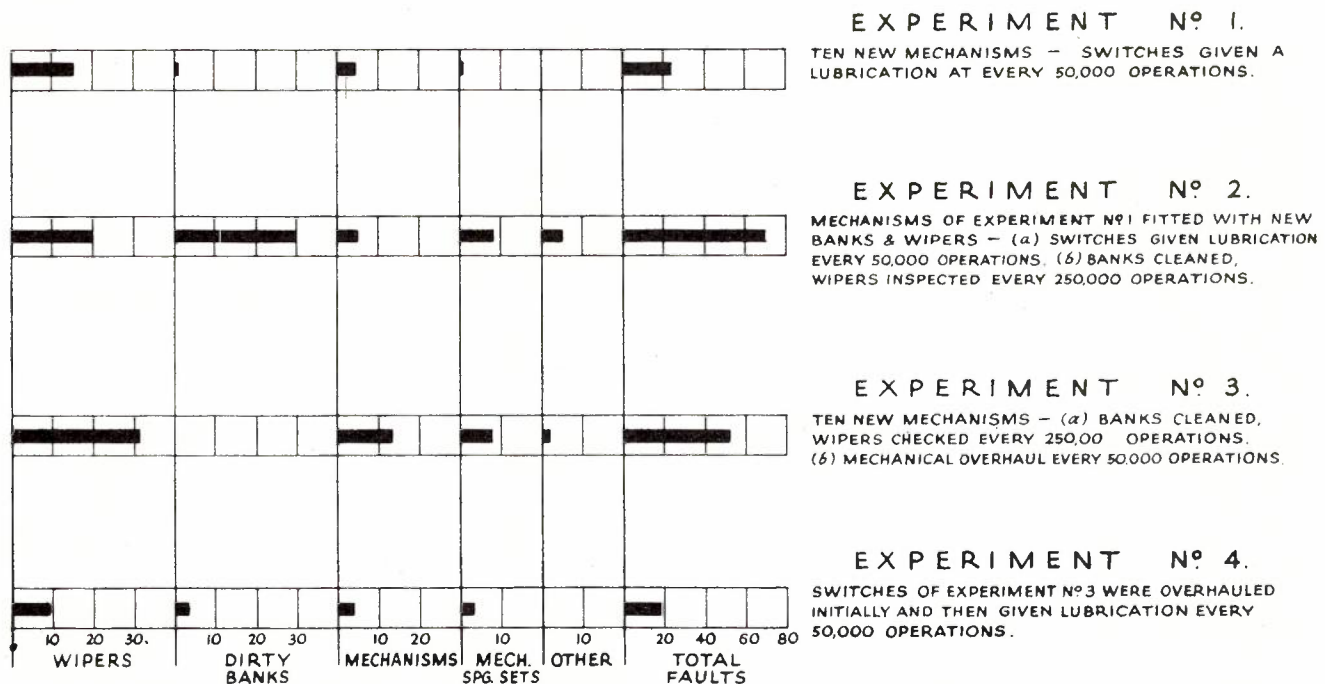 EXPERIMENT Nº 1.
TEN NEW MECHANISMS – SWITCHES GIVEN A
LUBRICATION AT EVERY 50,000 OPERATIONS.
EXPERIMENT Nº 2.
MECHANISMS OF EXPERIMENT Nº1 FITTED WITH NEW
BANKS & WIPERS – (a) SWITCHES GIVEN LUBRICATION
EVERY 50,000 OPERATIONS. (b) BANKS CLEANED,
WIPERS INSPECTED EVERY 250,000 OPERATIONS.
EXPERIMENT Nº 3.
TEN NEW MECHANISMS – (a) BANKS CLEANED,
WIPERS CHECKED EVERY 250,00 OPERATIONS.
(b) MECHANICAL OVERHAUL EVERY 50,000 OPERATIONS.
EXPERIMENT Nº 4.
SWITCHES OF EXPERIMENT Nº3 WERE OVERHAULED
INITIALLY AND THEN GIVEN LUBRICATION EVERY
50,000 OPERATIONS.
10 20 30. 10 20 30 10 20 10 10 20 40 60 80
WIPERS DIRTY MECHANISMS MECH. OTHER TOTAL
BANKS SPG. SETS FAULTS